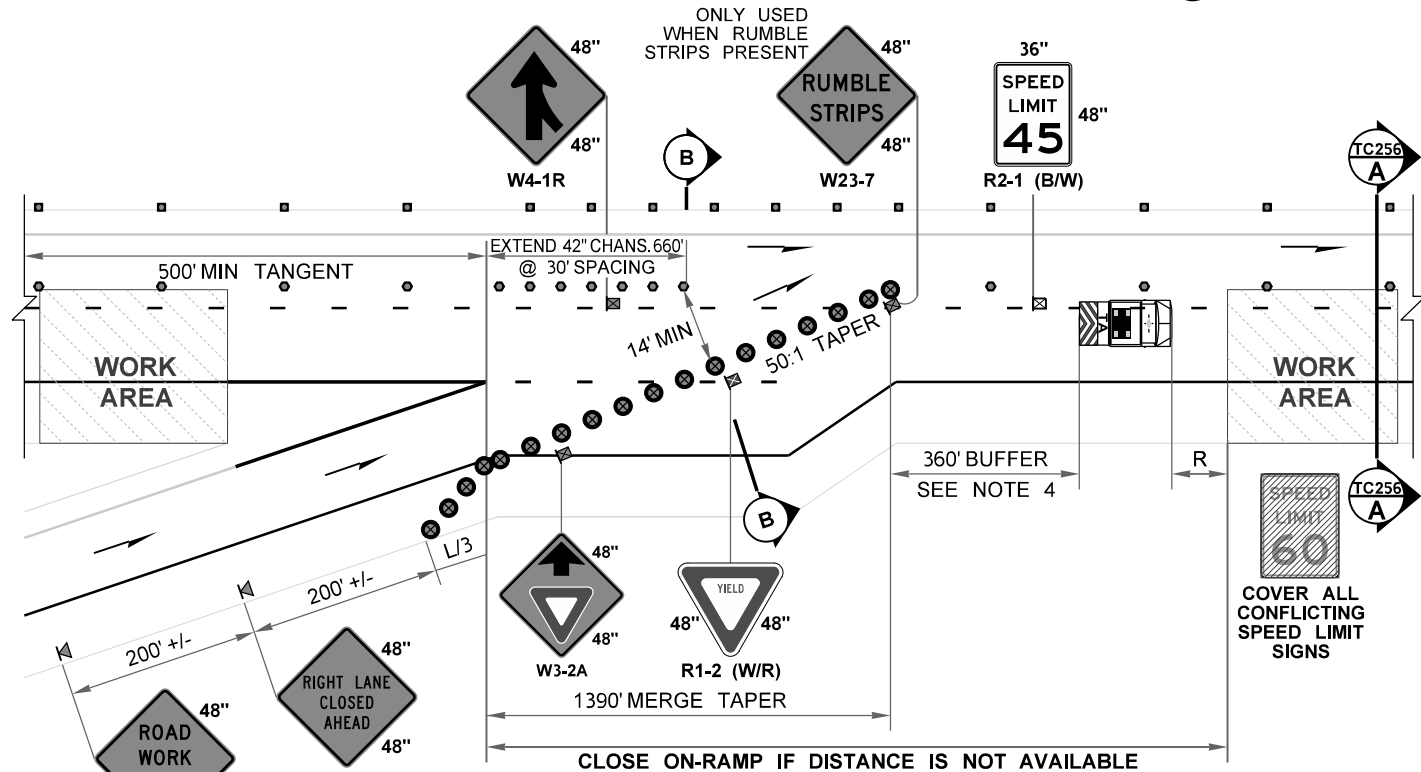 ONLY USED
WHEN RUMBLE
STRIPS PRESENT
48"
48"
W4-1R
B
RUMBLE
STRIPS
48"
48"
W23-7
36"
SPEED
LIMIT
45
48"
R2-1 (B/W)
TC256
A
500' MIN TANGENT
EXTEND 42" CHANS. 660'
@ 30' SPACING
14' MIN
50:1 TAPER
TA
WORK
AREA
WORK
AREA
360' BUFFER
SEE NOTE 4
R
TC256
A
B
SPEED
LIMIT
60
COVER ALL
CONFLICTING
SPEED LIMIT
SIGNS
L/3
200' +/-
200' +/-
48"
48"
W3-2A
YIELD
48"
48"
R1-2 (W/R)
RIGHT LANE
CLOSED
AHEAD
48"
48"
ROAD
WORK
48"
1390' MERGE TAPER
CLOSE ON-RAMP IF DISTANCE IS NOT AVAILABLE